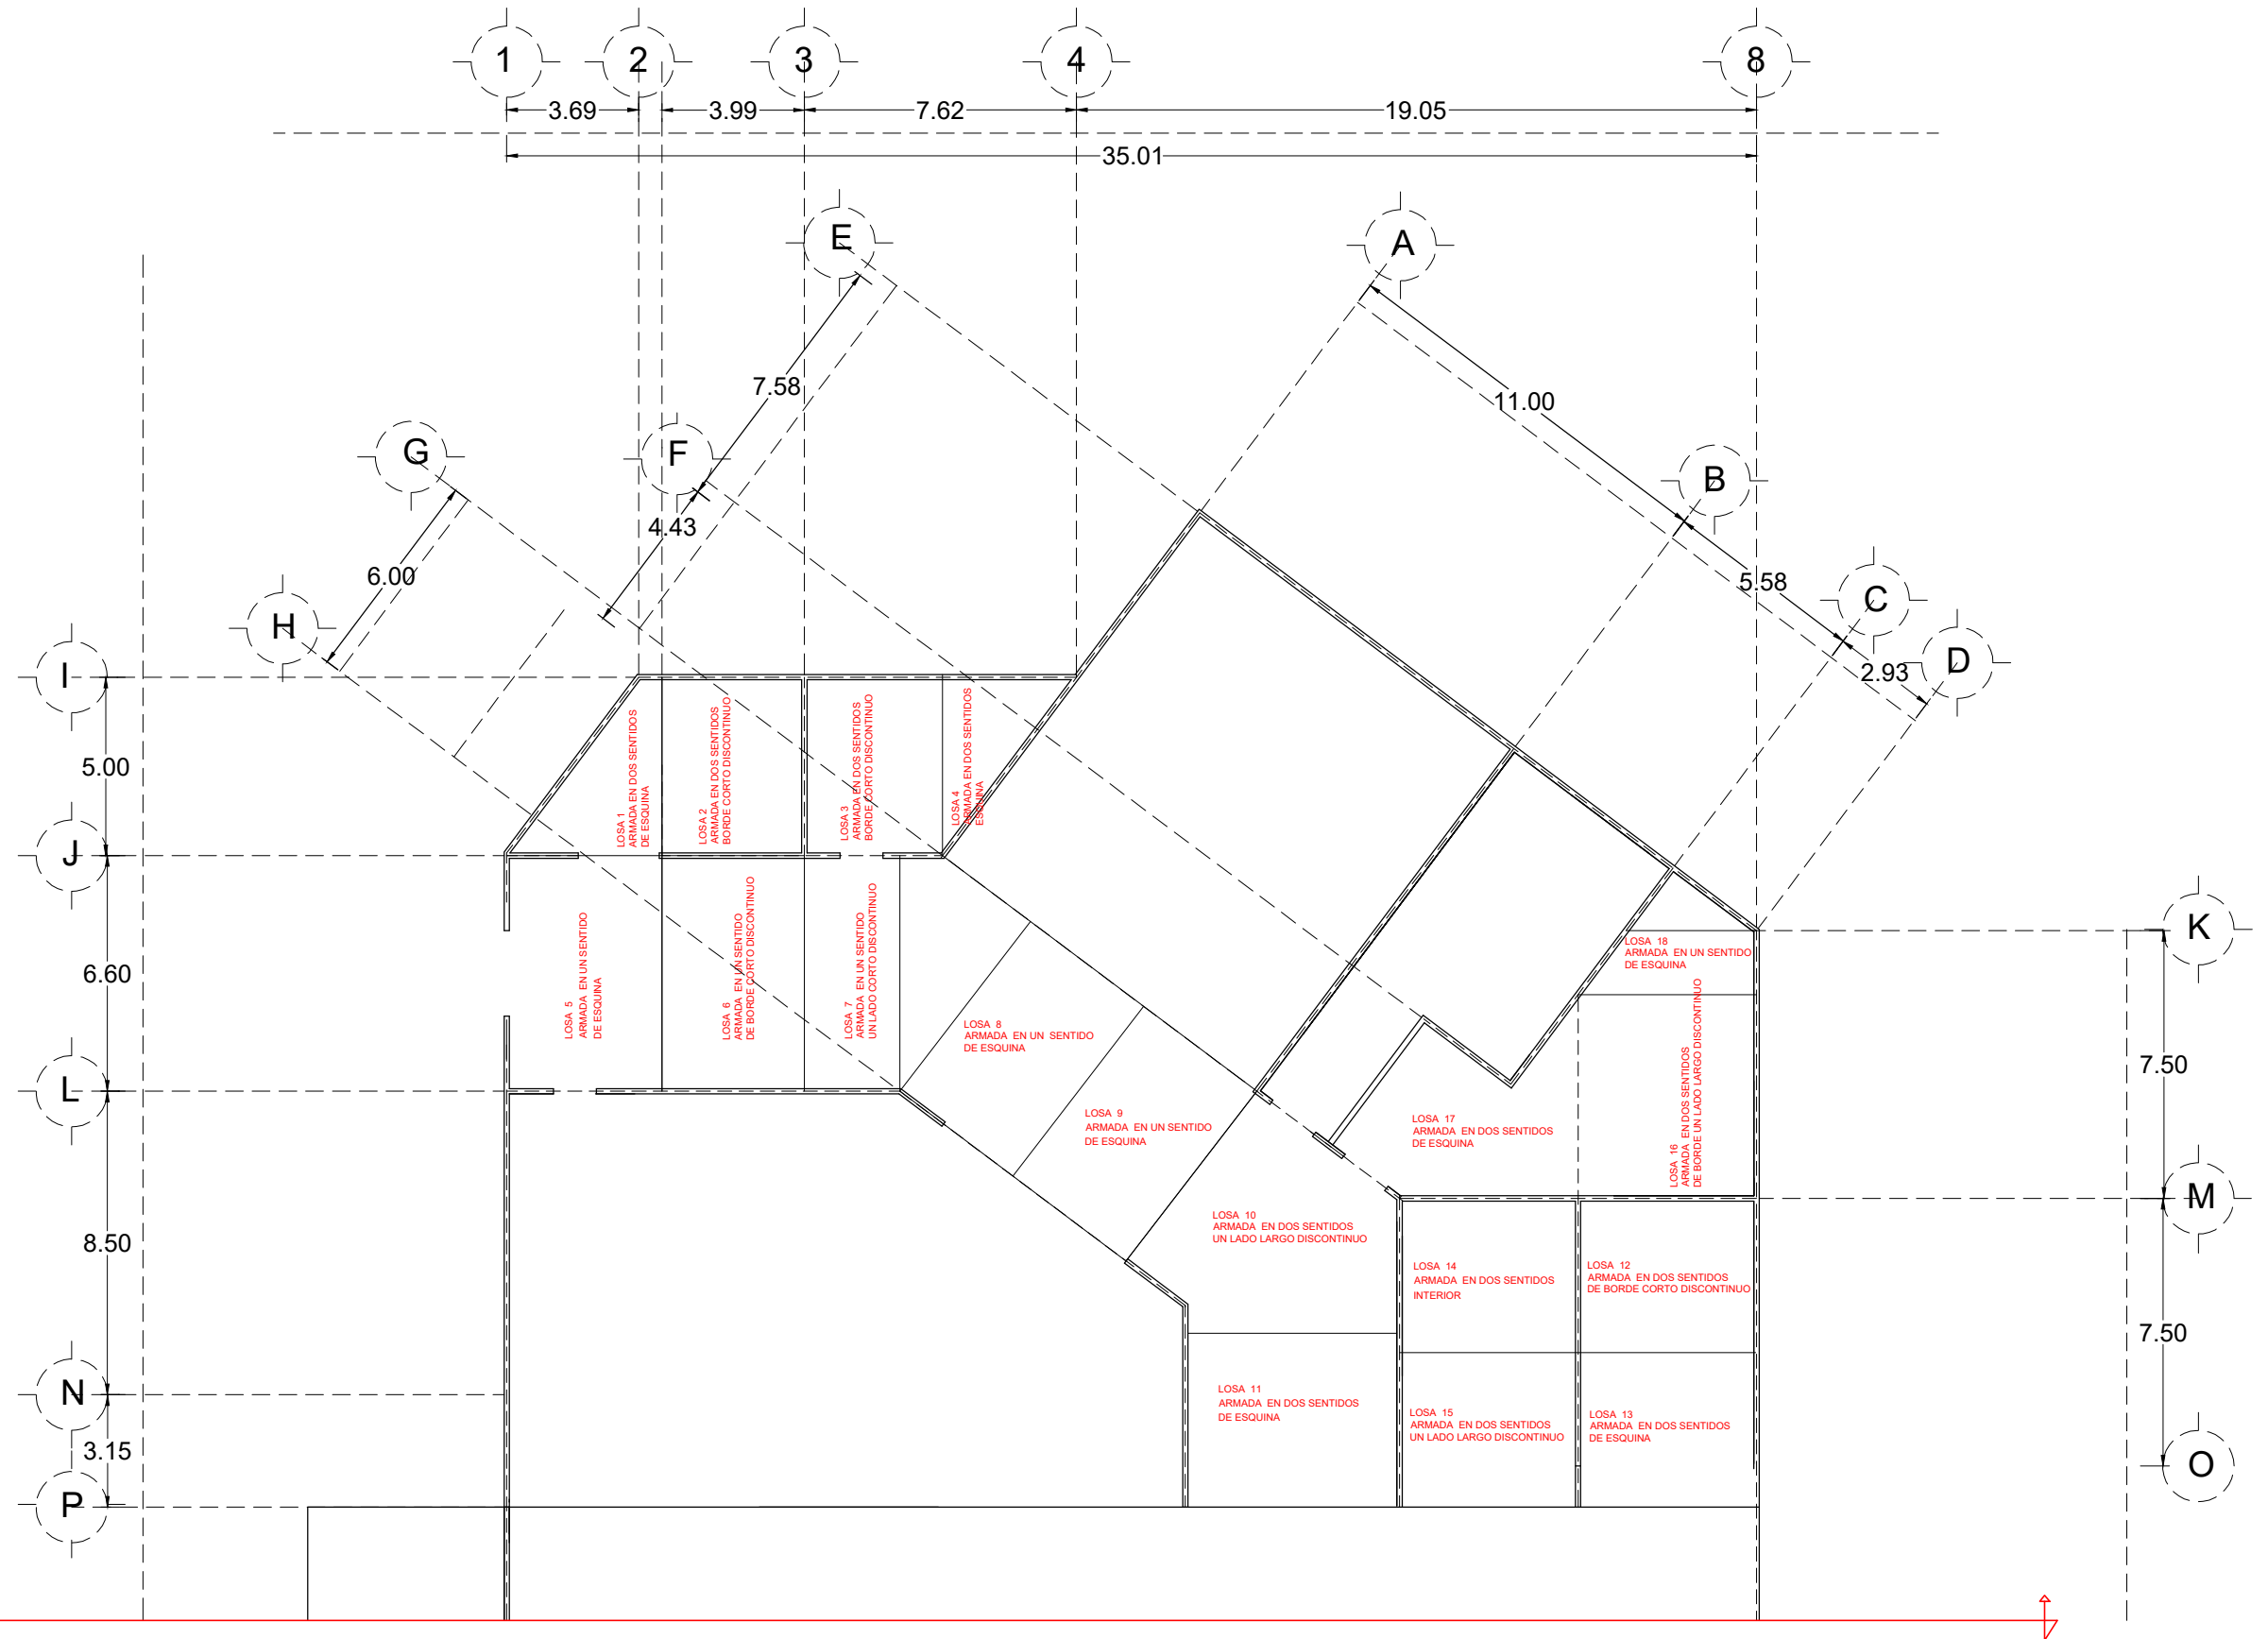 1
2
3
4
8
3.69
3.99
7.62
19.05
35.01
E
A
7.58
11.00
G
F
B
4.43
6.00
5.58
C
H
D
2.93
I
5.00
J
6.60
L
8.50
N
3.15
P
K
7.50
M
7.50
O
LOSA 1
ARMADA EN DOS SENTIDOS
DE ESQUINA
LOSA 2
ARMADA EN DOS SENTIDOS
BORDE CORTO DISCONTINUO
LOSA 3
ARMADA EN DOS SENTIDOS
BORDE CORTO DISCONTINUO
LOSA 4
ARMADA EN DOS SENTIDOS
ESQUINA
LOSA 5
ARMADA EN UN SENTIDO
DE ESQUINA
LOSA 6
ARMADA EN UN SENTIDO
DE BORDE CORTO DISCONTINUO
LOSA 7
ARMADA EN UN SENTIDO
UN LADO CORTO DISCONTINUO
LOSA 8
ARMADA EN UN SENTIDO
DE ESQUINA
LOSA 9
ARMADA EN UN SENTIDO
DE ESQUINA
LOSA 10
ARMADA EN DOS SENTIDOS
UN LADO LARGO DISCONTINUO
LOSA 11
ARMADA EN DOS SENTIDOS
DE ESQUINA
LOSA 14
ARMADA EN DOS SENTIDOS
INTERIOR
LOSA 12
ARMADA EN DOS SENTIDOS
DE BORDE CORTO DISCONTINUO
LOSA 15
ARMADA EN DOS SENTIDOS
UN LADO LARGO DISCONTINUO
LOSA 13
ARMADA EN DOS SENTIDOS
DE ESQUINA
LOSA 16
ARMADA EN DOS SENTIDOS
DE BORDE UN LADO LARGO DISCONTINUO
LOSA 17
ARMADA EN DOS SENTIDOS
DE ESQUINA
LOSA 18
ARMADA EN UN SENTIDO
DE ESQUINA